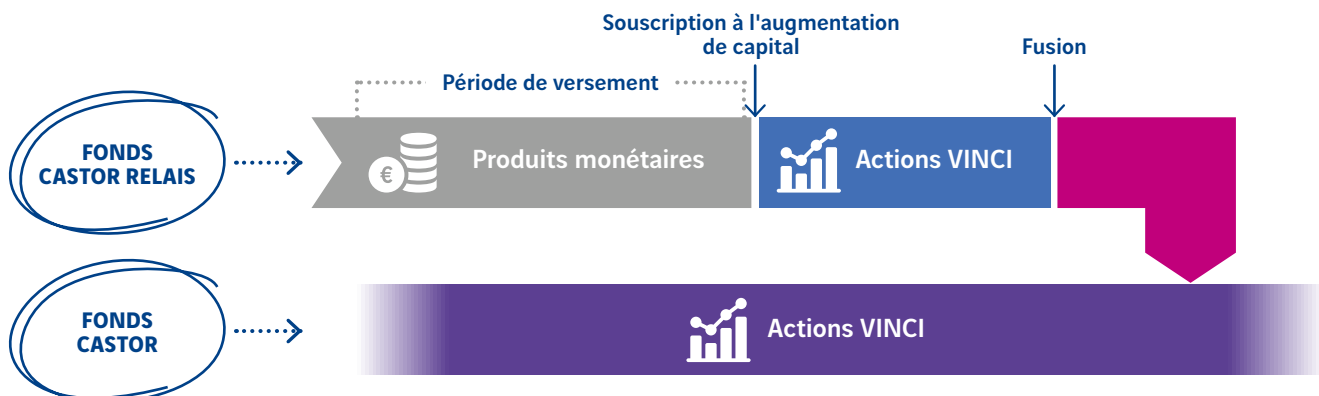 Souscription à l'augmentation
de capital
Fusion
Période de versement
FONDS
CASTOR RELAIS
€
Produits monétaires
Actions VINCI
FONDS
CASTOR
Actions VINCI